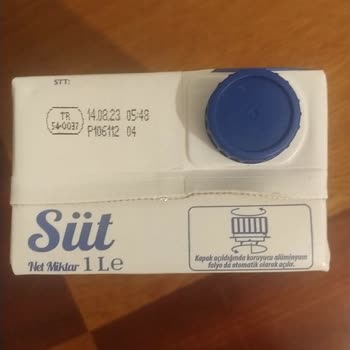 STT:
TR
54-0037
14.08.23 05:48
P106112 04
Süt
Net Miktar 1 Le
Kapak açıldığında koruyucu alüminyum
folyo da otomatik olarak açılır.